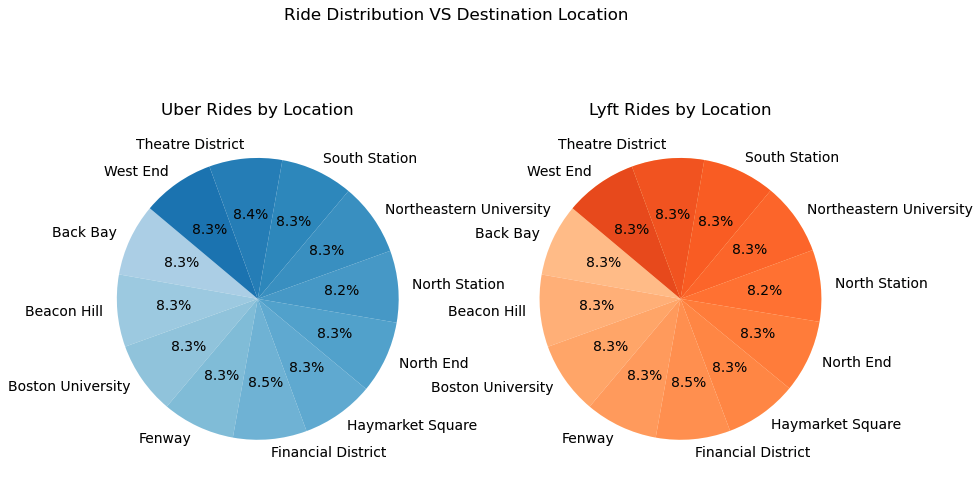 Ride Distribution VS Destination Location
Uber Rides by Location
Theatre District
West End
South Station
Back Bay
Northeastern University
Beacon Hill
North Station
Boston University
North End
Fenway
Haymarket Square
Financial District
8.3%
8.4%
8.3%
8.3%
8.3%
8.2%
8.3%
8.3%
8.3%
8.3%
8.5%
8.3%
Lyft Rides by Location
Theatre District
West End
South Station
Back Bay
Northeastern University
Beacon Hill
North Station
Boston University
North End
Fenway
Haymarket Square
Financial District
8.3%
8.3%
8.3%
8.3%
8.3%
8.2%
8.3%
8.3%
8.3%
8.3%
8.5%
8.3%